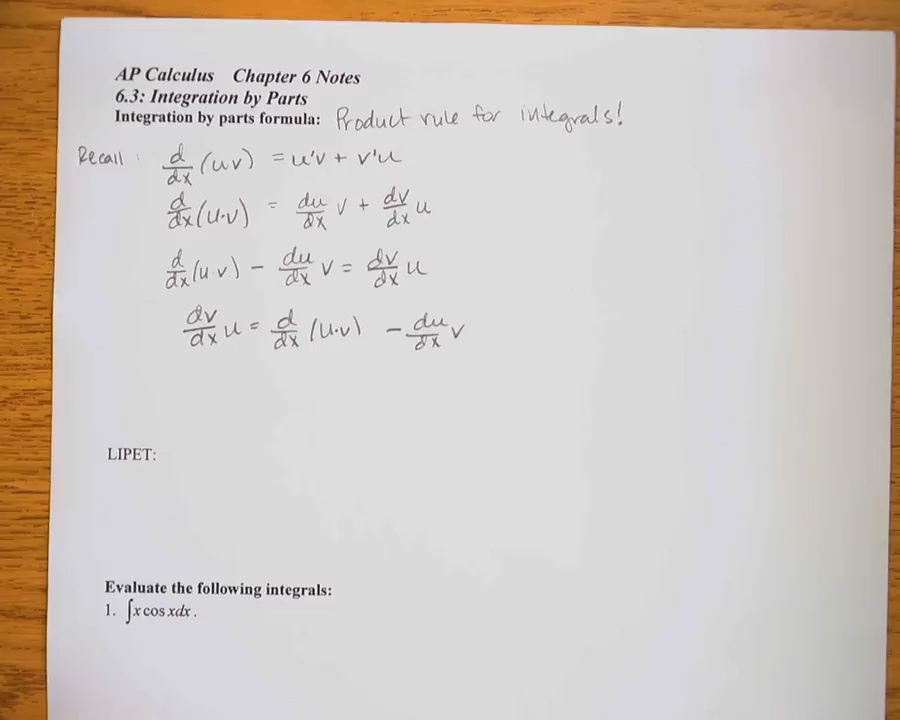 AP Calculus Chapter 6 Notes
6.3: Integration by Parts
Integration by parts formula: Product rule for integrals!
Recall: d/dx (uv) = u'v + v'u
d/dx (u·v) = du/dx v + dv/dx u
d/dx (u·v) - du/dx v = dv/dx u
dv/dx u = d/dx (u·v) - du/dx v
LIPET:
Evaluate the following integrals:
1. ∫x cos xdx.